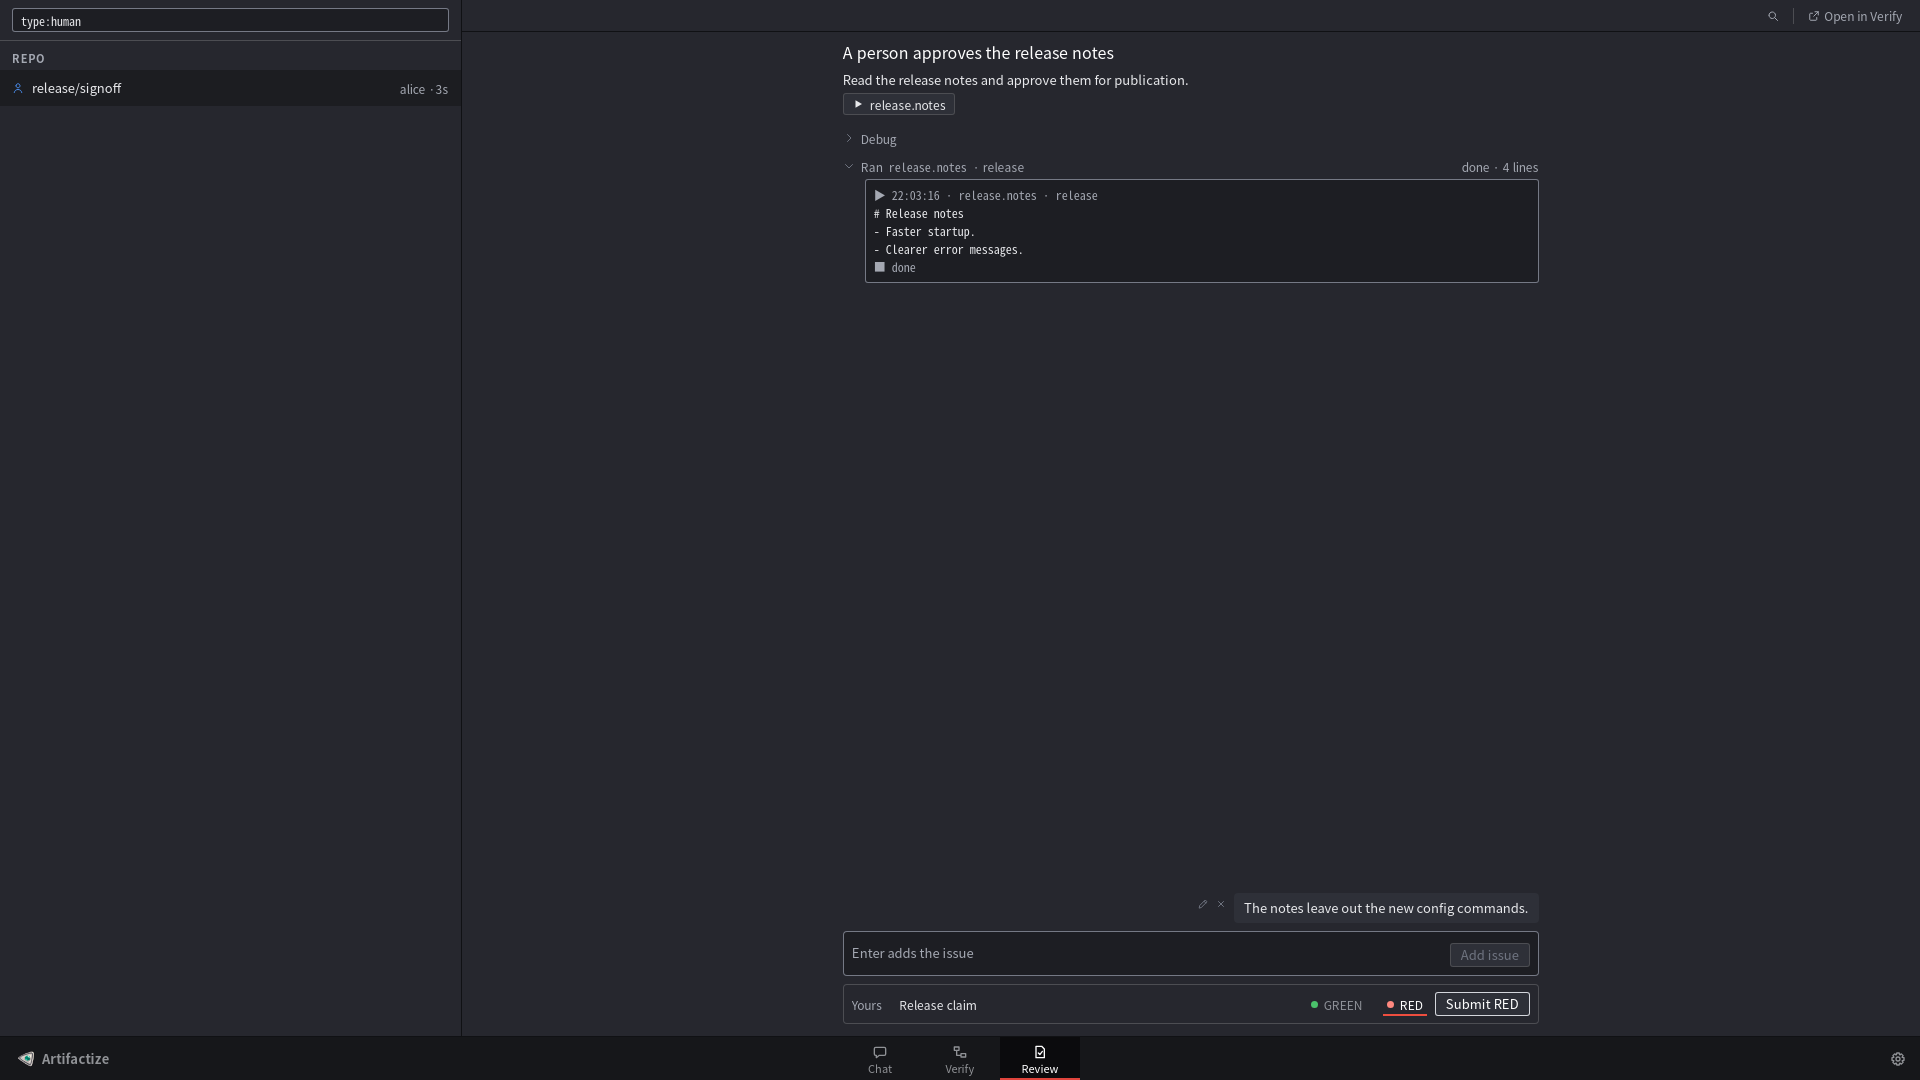 type:human
Open in Verify
REPO
release/signoff
alice · 3s
A person approves the release notes
Read the release notes and approve them for publication.
release.notes
Debug
Ran release.notes · release
done · 4 lines
22:03:16 · release.notes · release
# Release notes
- Faster startup.
- Clearer error messages.
done
The notes leave out the new config commands.
Enter adds the issue
Add issue
Yours Release claim
GREEN
RED
Submit RED
Artifactize
Chat
Verify
Review